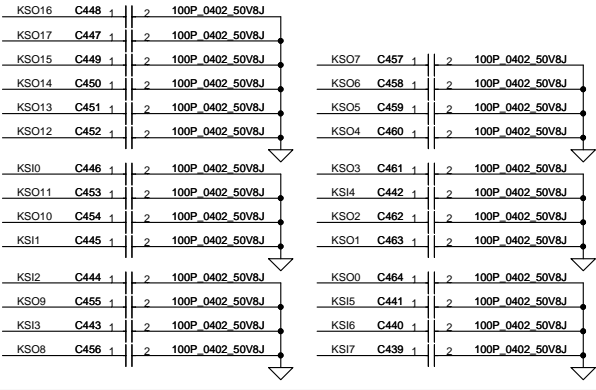 KSO16 C448 1 2 100P_0402_50V8J
KSO17 C447 1 2 100P_0402_50V8J
KSO15 C449 1 2 100P_0402_50V8J
KSO14 C450 1 2 100P_0402_50V8J
KSO13 C451 1 2 100P_0402_50V8J
KSO12 C452 1 2 100P_0402_50V8J
KSI0 C446 1 2 100P_0402_50V8J
KSO11 C453 1 2 100P_0402_50V8J
KSO10 C454 1 2 100P_0402_50V8J
KSI1 C445 1 2 100P_0402_50V8J
KSI2 C444 1 2 100P_0402_50V8J
KSO9 C455 1 2 100P_0402_50V8J
KSI3 C443 1 2 100P_0402_50V8J
KSO8 C456 1 2 100P_0402_50V8J
KSO7 C457 1 2 100P_0402_50V8J
KSO6 C458 1 2 100P_0402_50V8J
KSO5 C459 1 2 100P_0402_50V8J
KSO4 C460 1 2 100P_0402_50V8J
KSO3 C461 1 2 100P_0402_50V8J
KSI4 C442 1 2 100P_0402_50V8J
KSO2 C462 1 2 100P_0402_50V8J
KSO1 C463 1 2 100P_0402_50V8J
KSO0 C464 1 2 100P_0402_50V8J
KSI5 C441 1 2 100P_0402_50V8J
KSI6 C440 1 2 100P_0402_50V8J
KSI7 C439 1 2 100P_0402_50V8J